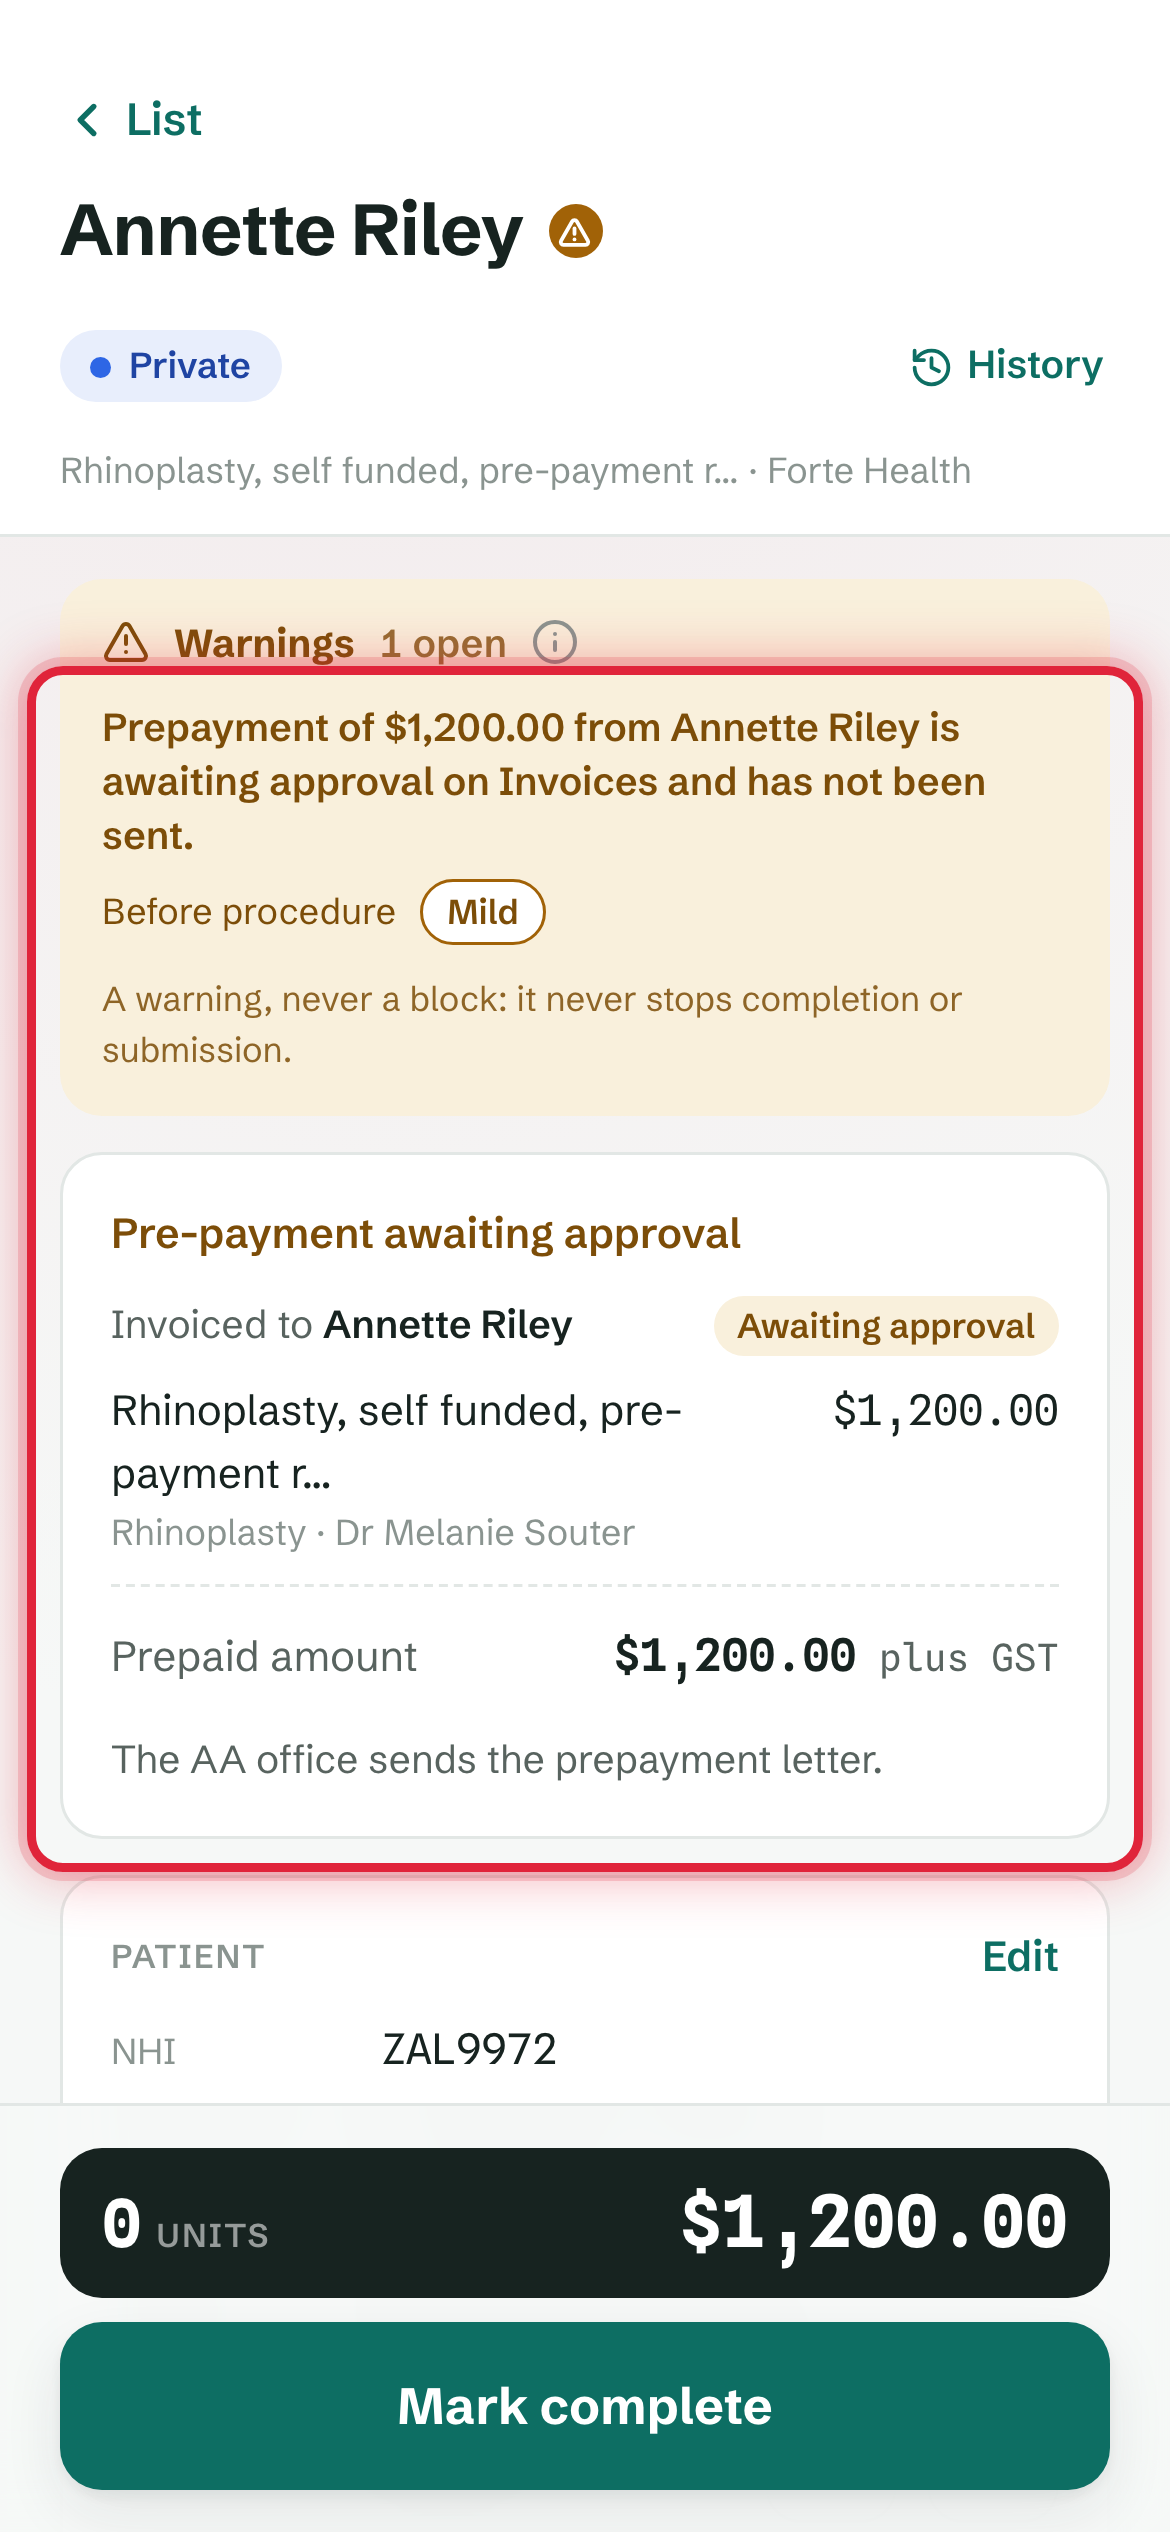 List
Annette Riley
Private
History
Rhinoplasty, self funded, pre-payment r... · Forte Health
Warnings 1 open
Prepayment of $1,200.00 from Annette Riley is
awaiting approval on Invoices and has not been
sent.
Before procedure Mild
A warning, never a block: it never stops completion or
submission.
Pre-payment awaiting approval
Invoiced to Annette Riley Awaiting approval
Rhinoplasty, self funded, pre- $1,200.00
payment r...
Rhinoplasty · Dr Melanie Souter
Prepaid amount $1,200.00 plus GST
The AA office sends the prepayment letter.
PATIENT Edit
NHI ZAL9972
0 UNITS $1,200.00
Mark complete